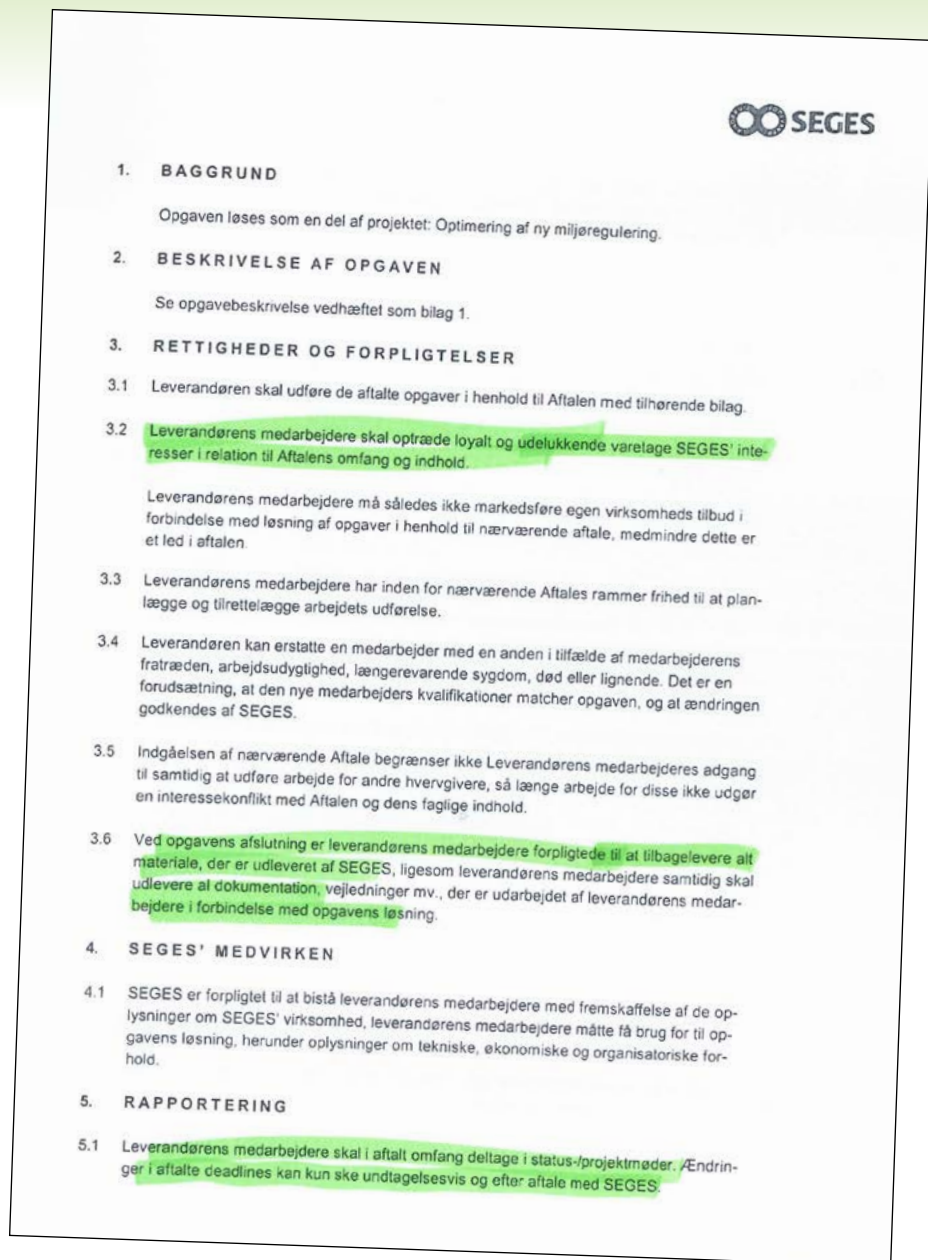 SEGES
1. BAGGRUND
Opgaven løses som en del af projektet: Optimering af ny miljøregulering.
2. BESKRIVELSE AF OPGAVEN
Se opgavebeskrivelse vedhæftet som bilag 1.
3. RETTIGHEDER OG FORPLIGTELSER
3.1 Leverandøren skal udføre de aftalte opgaver i henhold til Aftalen med tilhørende bilag.
3.2 Leverandørens medarbejdere skal optræde loyalt og udelukkende varetage SEGES' inte-
resser i relation til Aftalens omfang og indhold.
Leverandørens medarbejdere må således ikke markedsføre egen virksomheds tilbud i
forbindelse med løsning af opgaver i henhold til nærværende aftale, medmindre dette er
et led i aftalen.
3.3 Leverandørens medarbejdere har inden for nærværende Aftales rammer frihed til at plan-
lægge og tilrettelægge arbejdets udførelse.
3.4 Leverandøren kan erstatte en medarbejder med en anden i tilfælde af medarbejderens
fratræden, arbejdsudygtighed, længerevarende sygdom, død eller lignende. Det er en
forudsætning, at den nye medarbejders kvalifikationer matcher opgaven, og at ændringen
godkendes af SEGES.
3.5 Indgåelsen af nærværende Aftale begrænser ikke Leverandørens medarbejderes adgang
til samtidig at udføre arbejde for andre hvervgivere, så længe arbejde for disse ikke udgør
en interessekonflikt med Aftalen og dens faglige indhold.
3.6 Ved opgavens afslutning er leverandørens medarbejdere forpligtede til at tilbagelevere alt
materiale, der er udleveret af SEGES, ligesom leverandørens medarbejdere samtidig skal
udlevere al dokumentation, vejledninger mv., der er udarbejdet af leverandørens medar-
bejdere i forbindelse med opgavens løsning.
4. SEGES' MEDVIRKEN
4.1 SEGES er forpligtet til at bistå leverandørens medarbejdere med fremskaffelse af de op-
lysninger om SEGES' virksomhed, leverandørens medarbejdere måtte få brug for til op-
gavens løsning, herunder oplysninger om tekniske, økonomiske og organisatoriske for-
hold.
5. RAPPORTERING
5.1 Leverandørens medarbejdere skal i aftalt omfang deltage i status-/projektmøder. Ændrin-
ger i aftalte deadlines kan kun ske undtagelsesvis og efter aftale med SEGES.